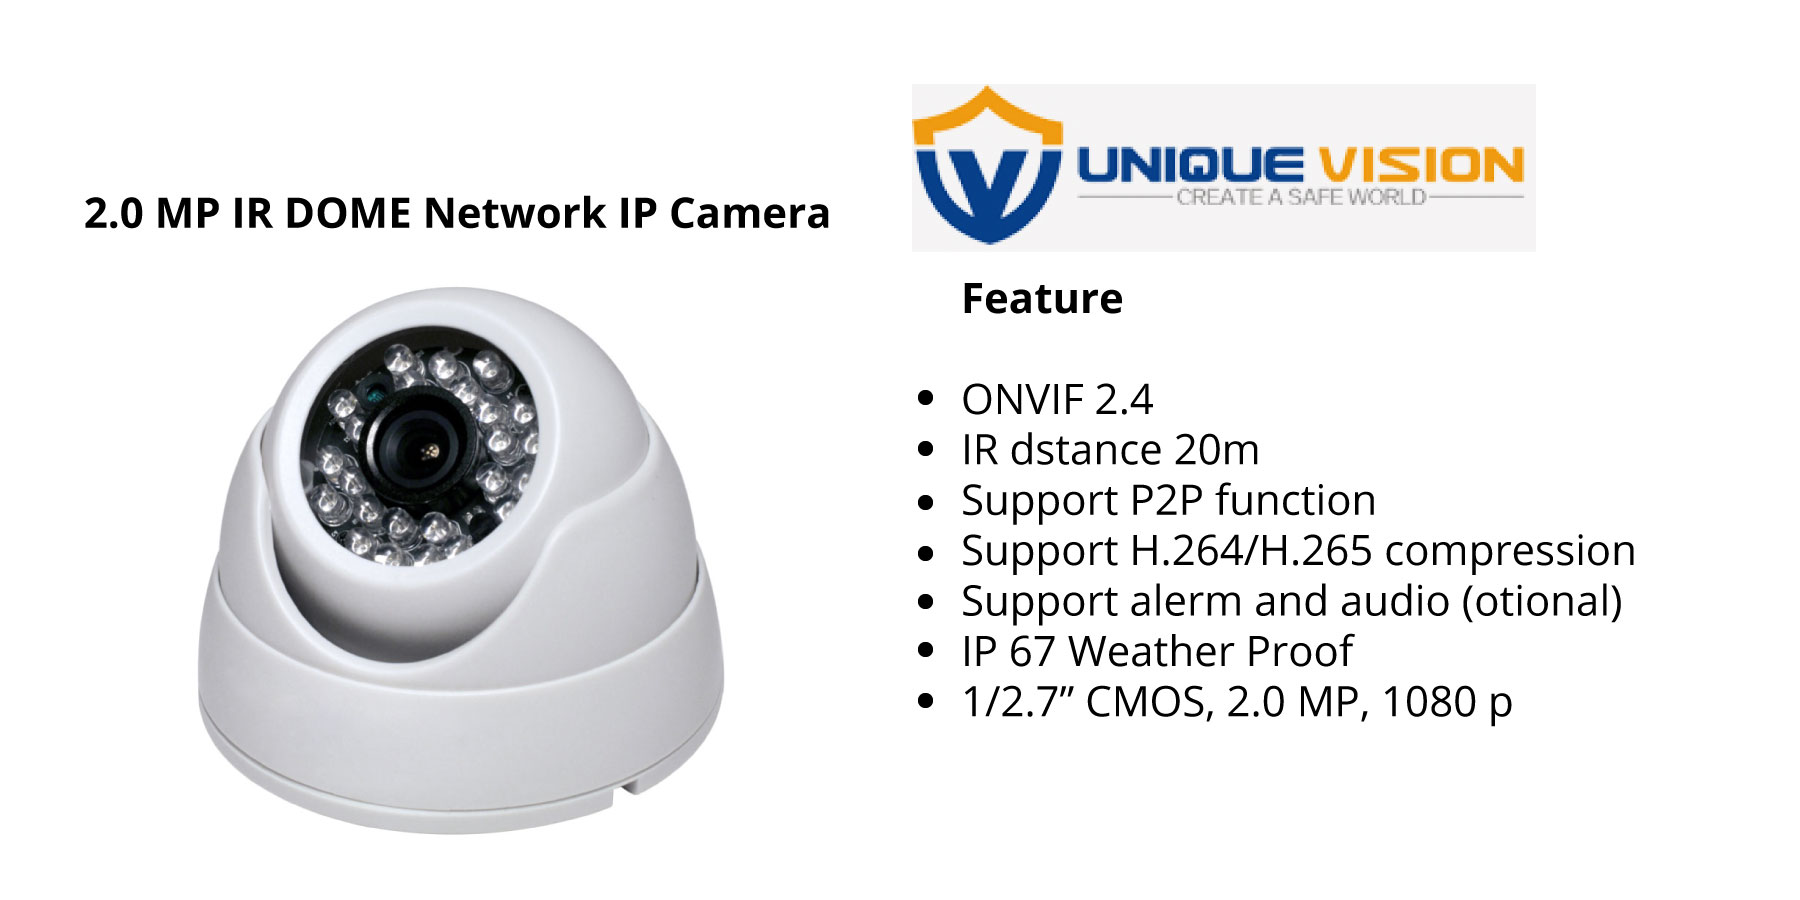 2.0 MP IR DOME Network IP Camera
UNIQUE VISION
CREATE A SAFE WORLD
Feature
• ONVIF 2.4
• IR dstance 20m
• Support P2P function
• Support H.264/H.265 compression
• Support alerm and audio (otional)
• IP 67 Weather Proof
• 1/2.7” CMOS, 2.0 MP, 1080 p